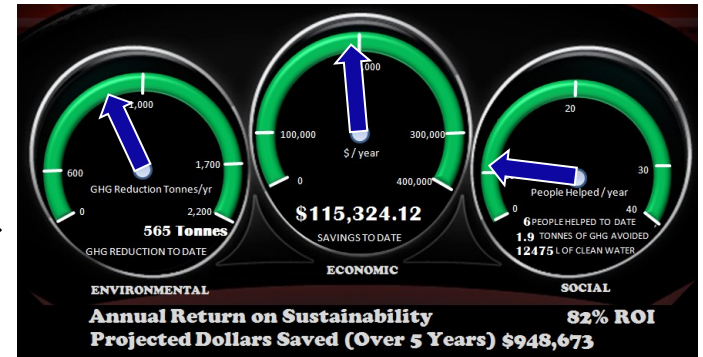 1,000
600
1,700
GHG Reduction Tonnes/yr
0
2,200
565 Tonnes
GHG REDUCTION TO DATE
ENVIRONMENTAL
,000
100,000
300,000
$ / year
0
400,000
$115,324.12
SAVINGS TO DATE
ECONOMIC
20
30
People Helped / year
0
40
6 PEOPLE HELPED TO DATE
1.9 TONNES OF GHG AVOIDED
12475 L OF CLEAN WATER
SOCIAL
Annual Return on Sustainability 82% ROI
Projected Dollars Saved (Over 5 Years) $948,673